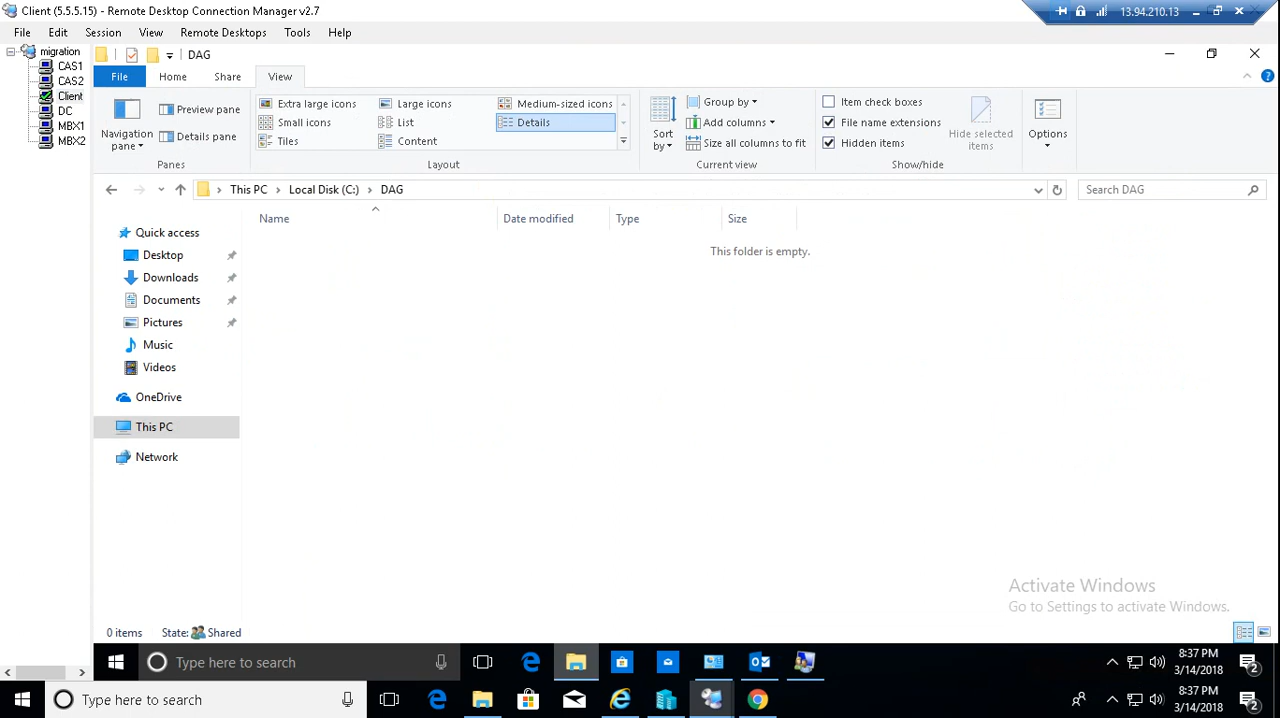 Client (5.5.5.15) - Remote Desktop Connection Manager v2.7
13.94.210.13
File Edit Session View Remote Desktops Tools Help
migration
CAS1
CAS2
Client
DC
MBX1
MBX2
DAG
File Home Share View
Navigation pane
Preview pane
Details pane
Panes
Extra large icons Large icons Medium-sized icons
Small icons List Details
Tiles Content
Layout
Sort by
Group by
Add columns
Size all columns to fit
Current view
Item check boxes
File name extensions
Hidden items
Hide selected items
Show/hide
Options
This PC Local Disk (C:) DAG
Search DAG
Name Date modified Type Size
This folder is empty.
Quick access
Desktop
Downloads
Documents
Pictures
Music
Videos
OneDrive
This PC
Network
Activate Windows
Go to Settings to activate Windows.
0 items State: Shared
Type here to search
8:37 PM
3/14/2018
2
Type here to search
8:37 PM
3/14/2018
2